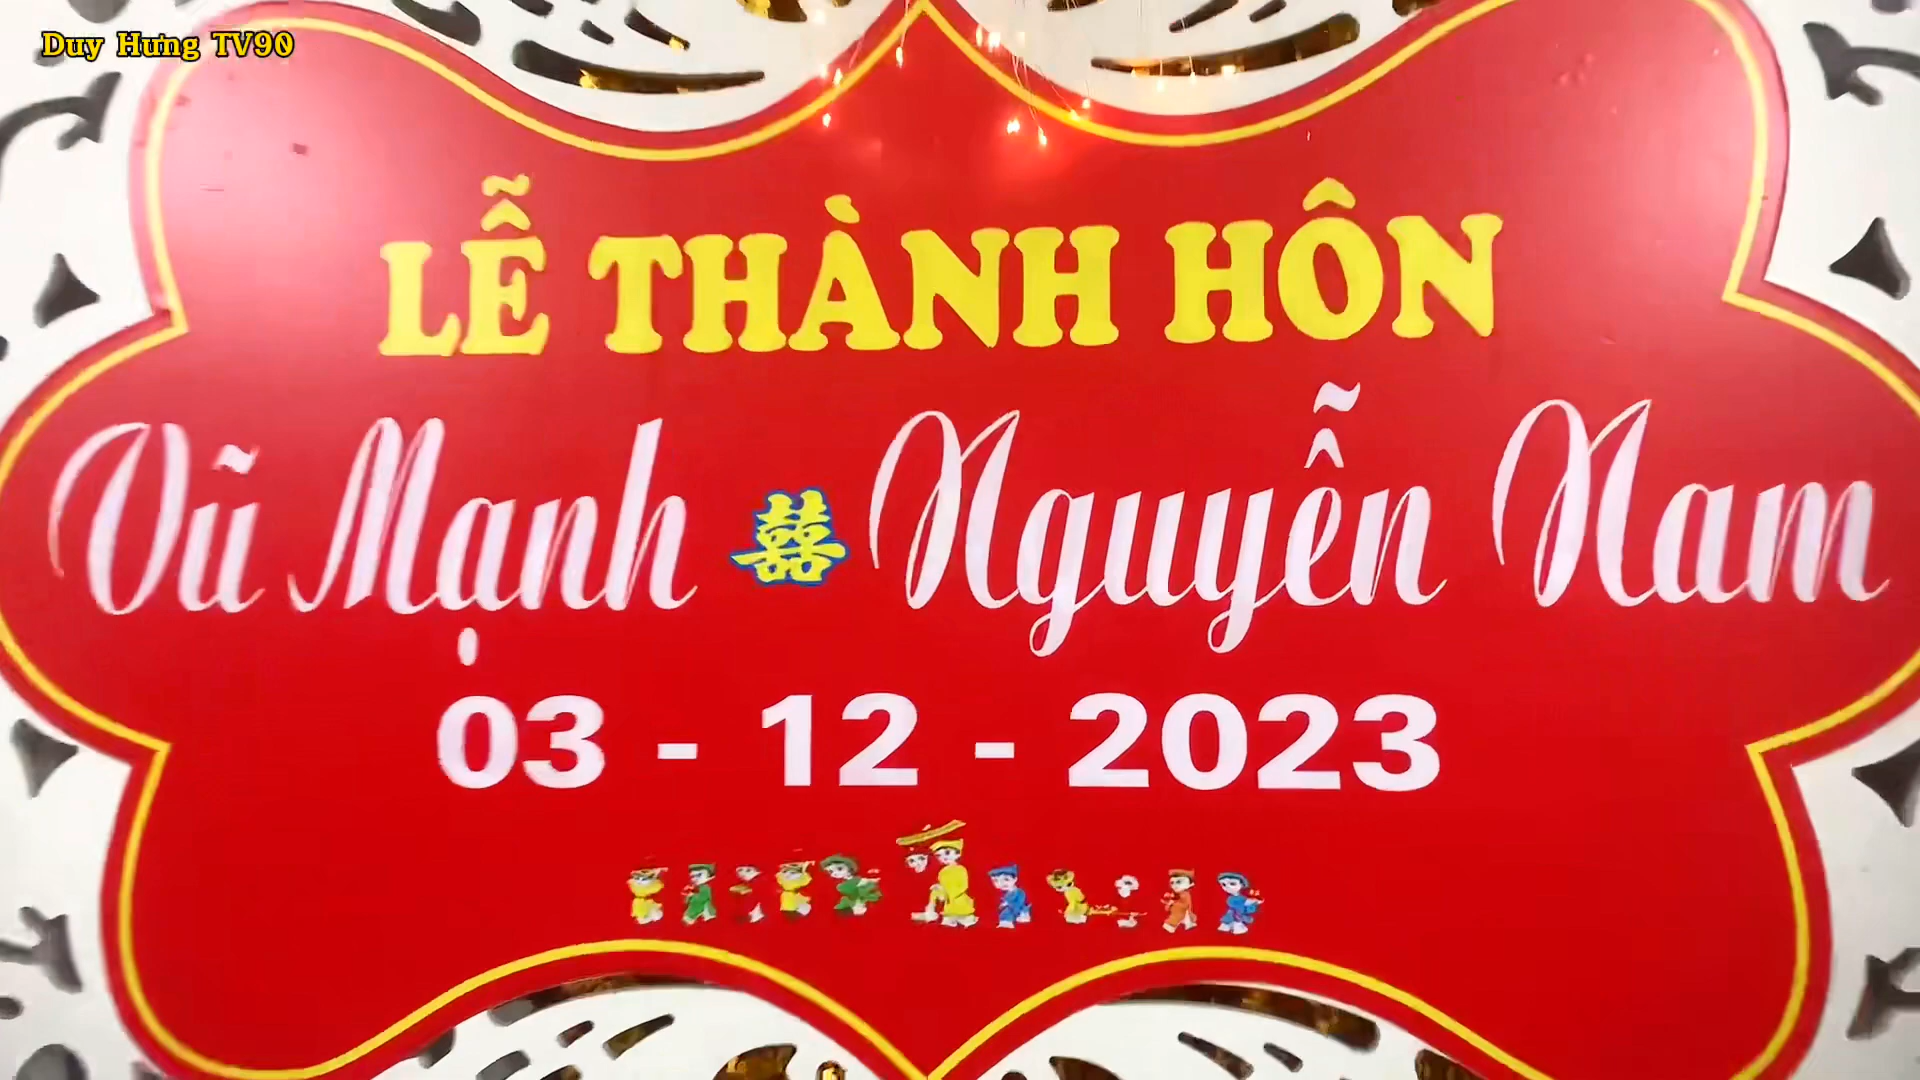 Duy Hưng TV90
LỄ THÀNH HÔN
Vũ Mạnh 囍 Nguyễn Nam
03 - 12 - 2023